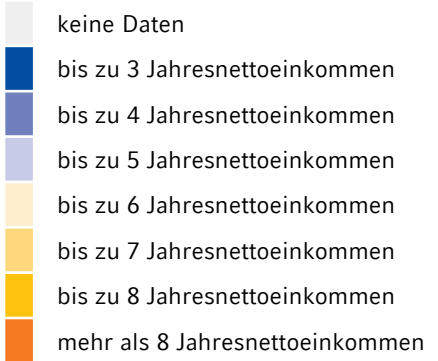 keine Daten
bis zu 3 Jahresnettoeinkommen
bis zu 4 Jahresnettoeinkommen
bis zu 5 Jahresnettoeinkommen
bis zu 6 Jahresnettoeinkommen
bis zu 7 Jahresnettoeinkommen
bis zu 8 Jahresnettoeinkommen
mehr als 8 Jahresnettoeinkommen